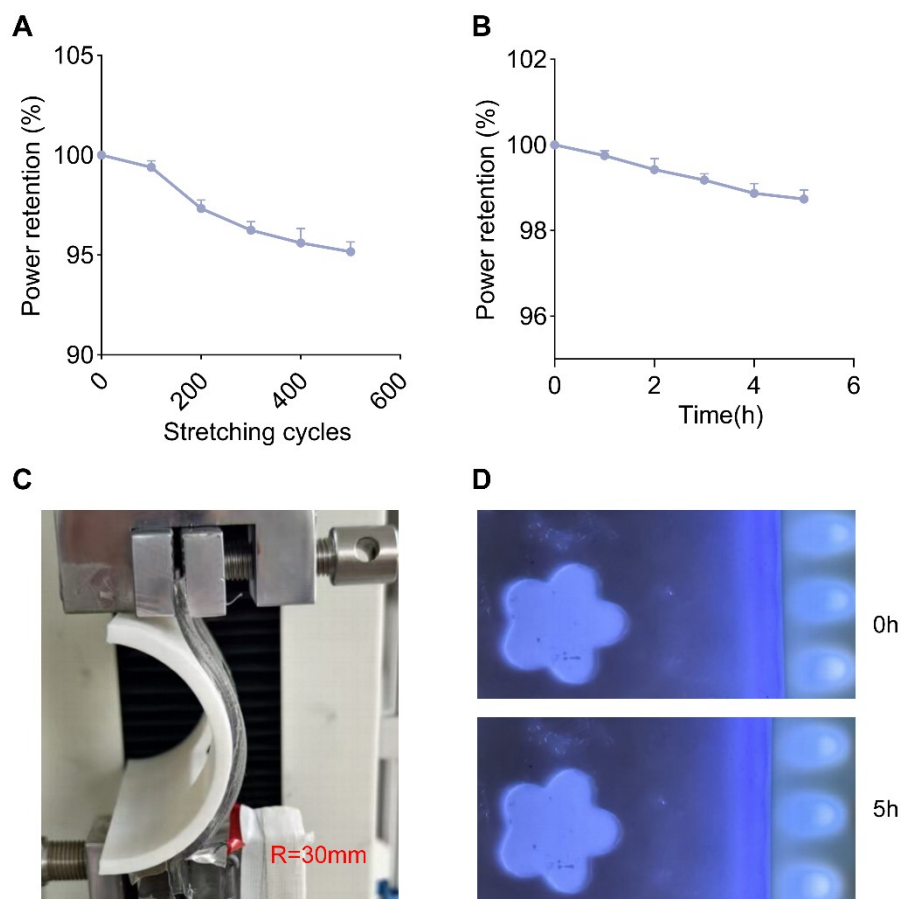 A
105
100
95
90
Power retention (%)
0
200
400
600
Stretching cycles
B
102
100
98
96
Power retention (%)
0
2
4
6
Time(h)
C
R=30mm
D
0h
5h